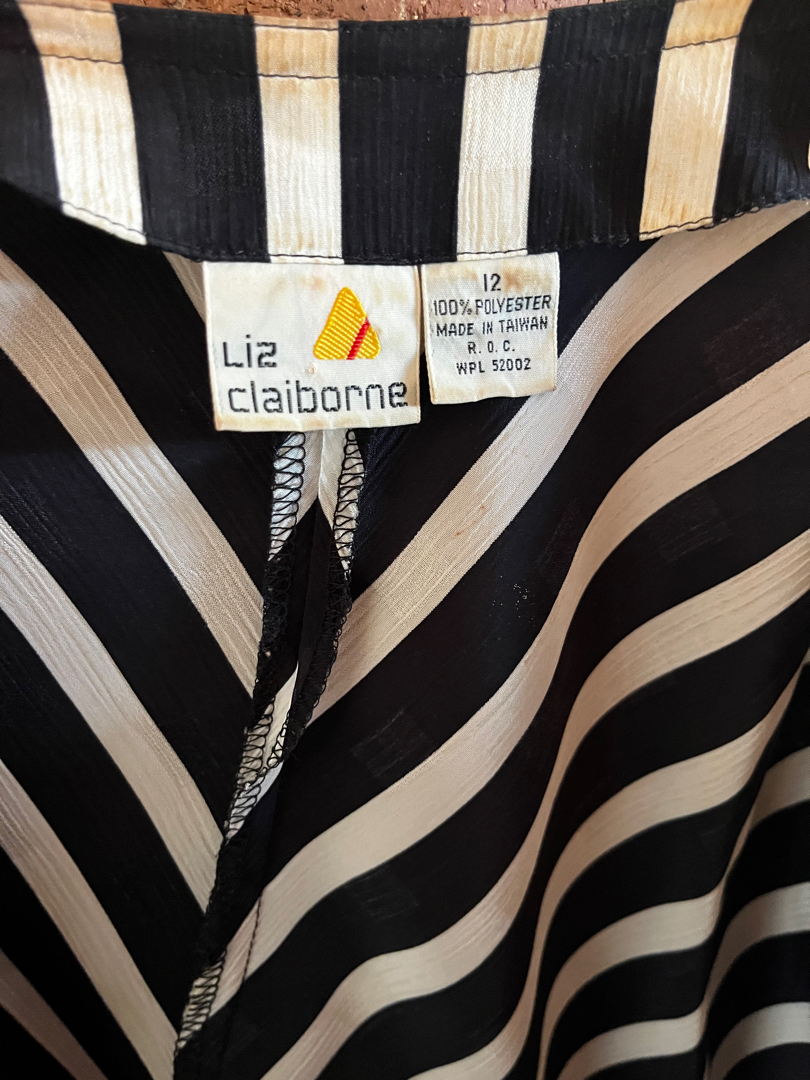 Liz
claiborne
12
100% POLYESTER
MADE IN TAIWAN
R. O. C.
WPL 52002